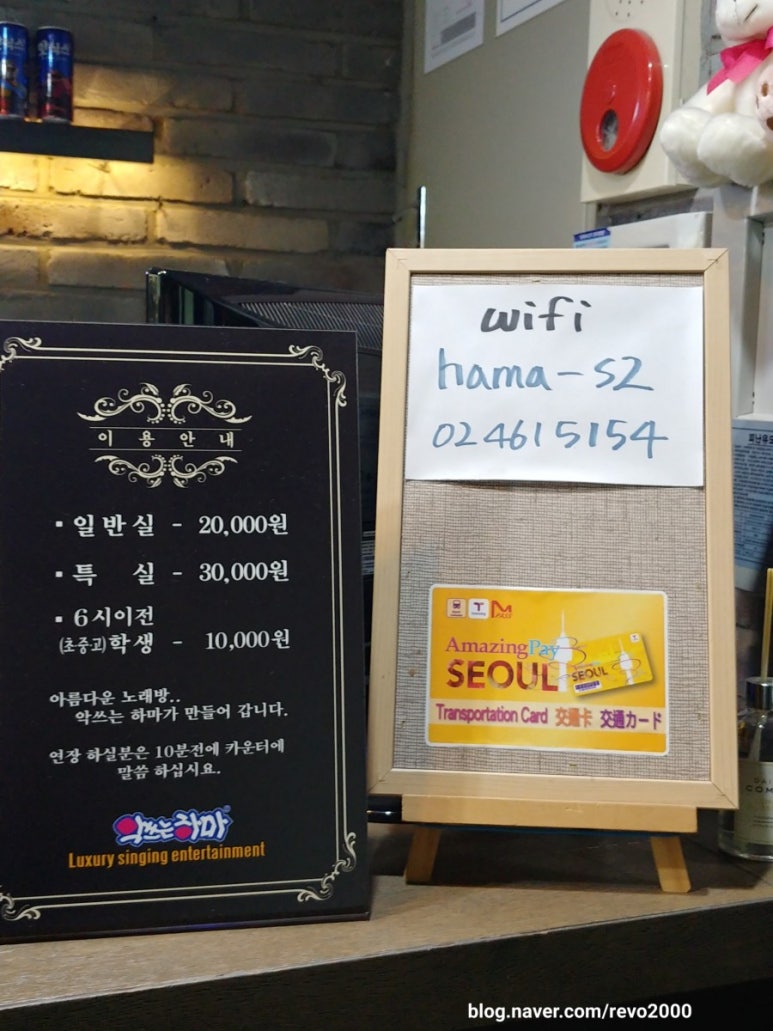 이 용 안 내
▪ 일 반 실 - 20,000원
▪ 특 실 - 30,000원
▪ 6시이전
(초중고)학생 - 10,000원
아름다운 노래방..
악쓰는 하마가 만들어 갑니다.
연장 하실분은 10분전에 카운터에
말씀 하십시요.
악쓰는하마
Luxury singing entertainment
wifi
hama-S2
024615154
AmazingPay
SEOUL
SEOUL
Transportation Card 交通卡 交通カード
blog.naver.com/revo2000